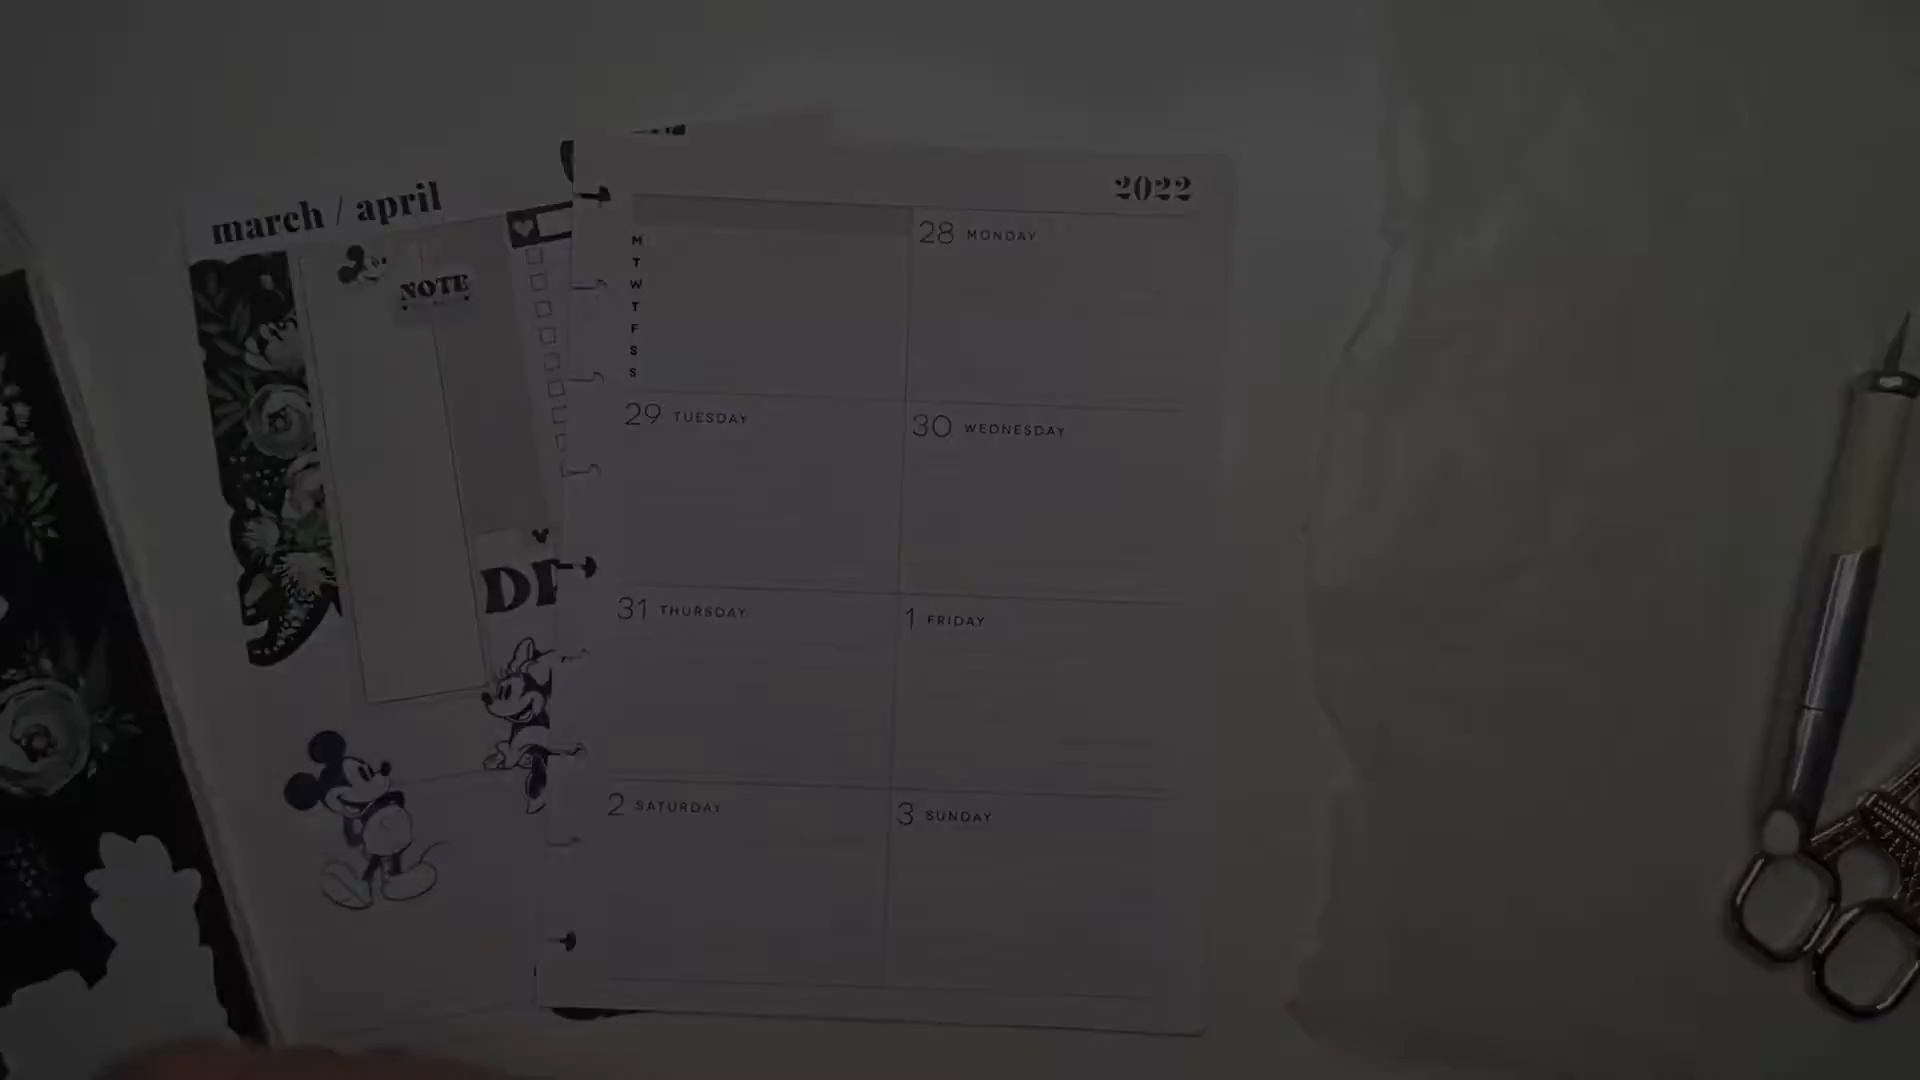 march / april
NOTE
2022
M
T
W
T
F
S
S
28 MONDAY
29 TUESDAY
30 WEDNESDAY
31 THURSDAY
1 FRIDAY
2 SATURDAY
3 SUNDAY